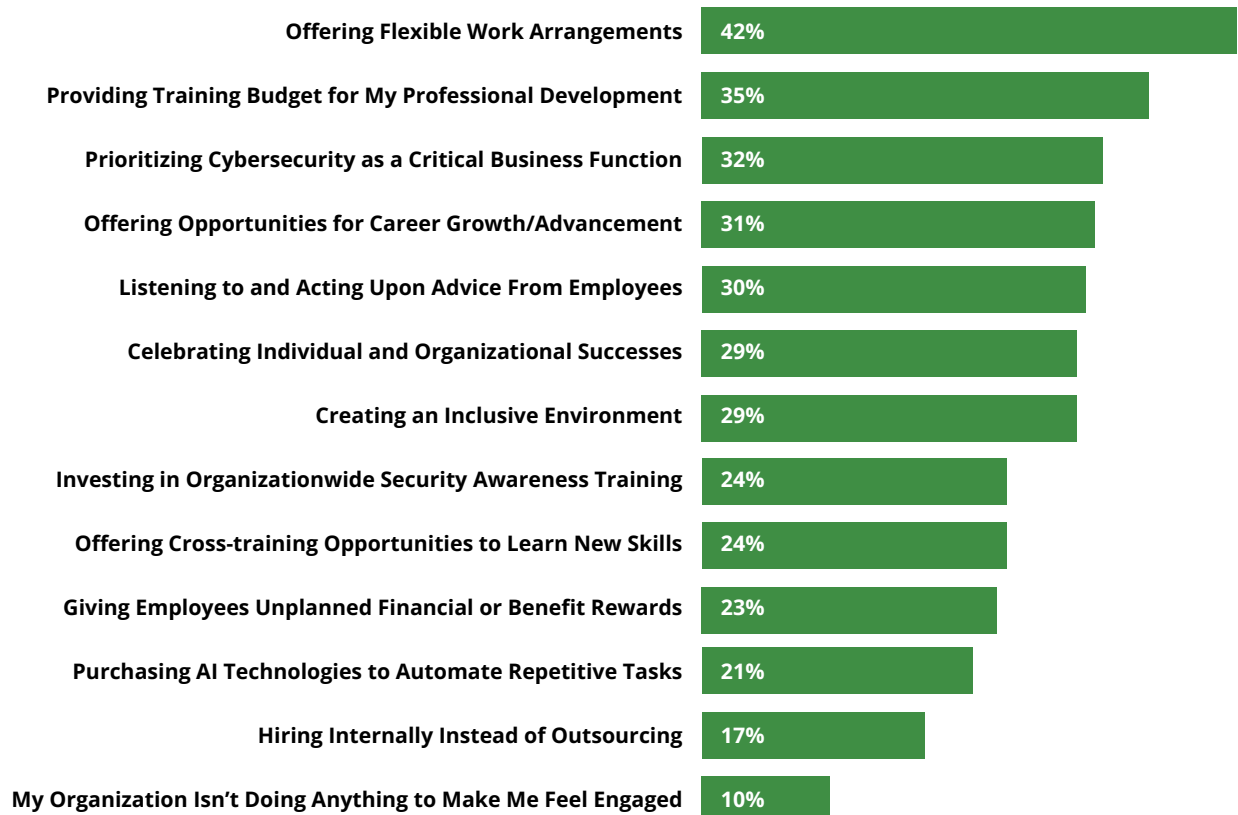 Offering Flexible Work Arrangements 42%
Providing Training Budget for My Professional Development 35%
Prioritizing Cybersecurity as a Critical Business Function 32%
Offering Opportunities for Career Growth/Advancement 31%
Listening to and Acting Upon Advice From Employees 30%
Celebrating Individual and Organizational Successes 29%
Creating an Inclusive Environment 29%
Investing in Organizationwide Security Awareness Training 24%
Offering Cross-training Opportunities to Learn New Skills 24%
Giving Employees Unplanned Financial or Benefit Rewards 23%
Purchasing AI Technologies to Automate Repetitive Tasks 21%
Hiring Internally Instead of Outsourcing 17%
My Organization Isn’t Doing Anything to Make Me Feel Engaged 10%